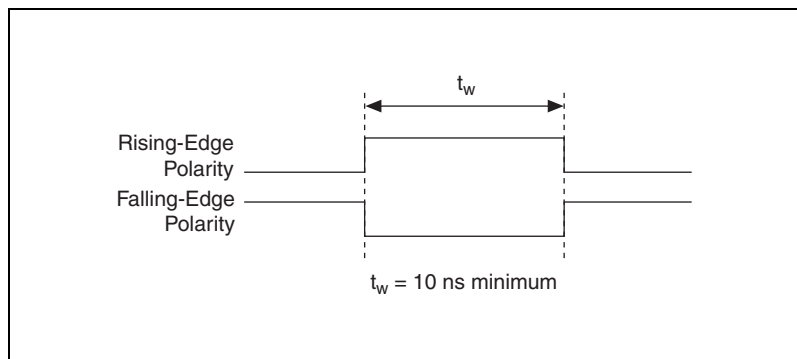 t_w
Rising-Edge
Polarity
Falling-Edge
Polarity
t_w = 10 ns minimum